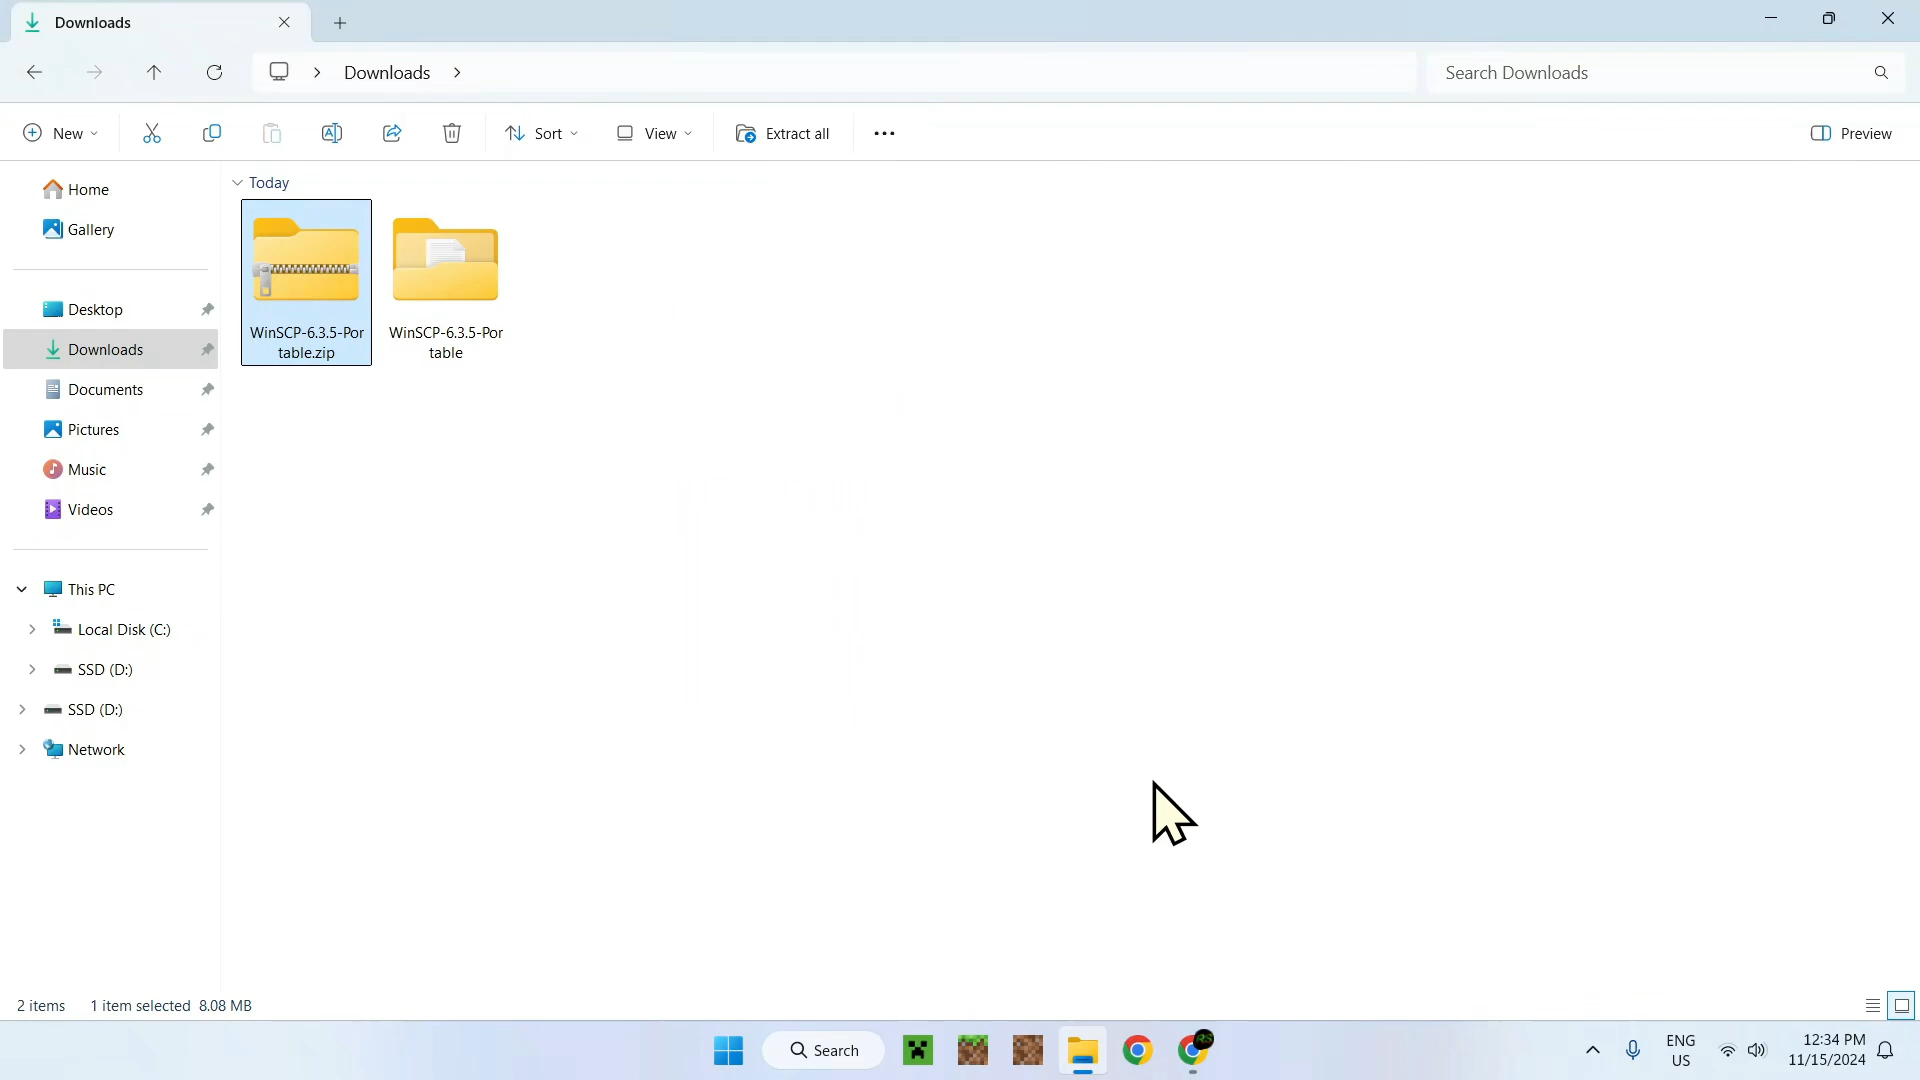 Downloads
Downloads
Search Downloads
New
Sort
View
Extract all
Preview
Home
Gallery
Desktop
Downloads
Documents
Pictures
Music
Videos
This PC
Local Disk (C:)
SSD (D:)
SSD (D:)
Network
Today
WinSCP-6.3.5-Por
table.zip
WinSCP-6.3.5-Por
table
2 items 1 item selected 8.08 MB
Search
RS
ENG
US
12:34 PM
11/15/2024